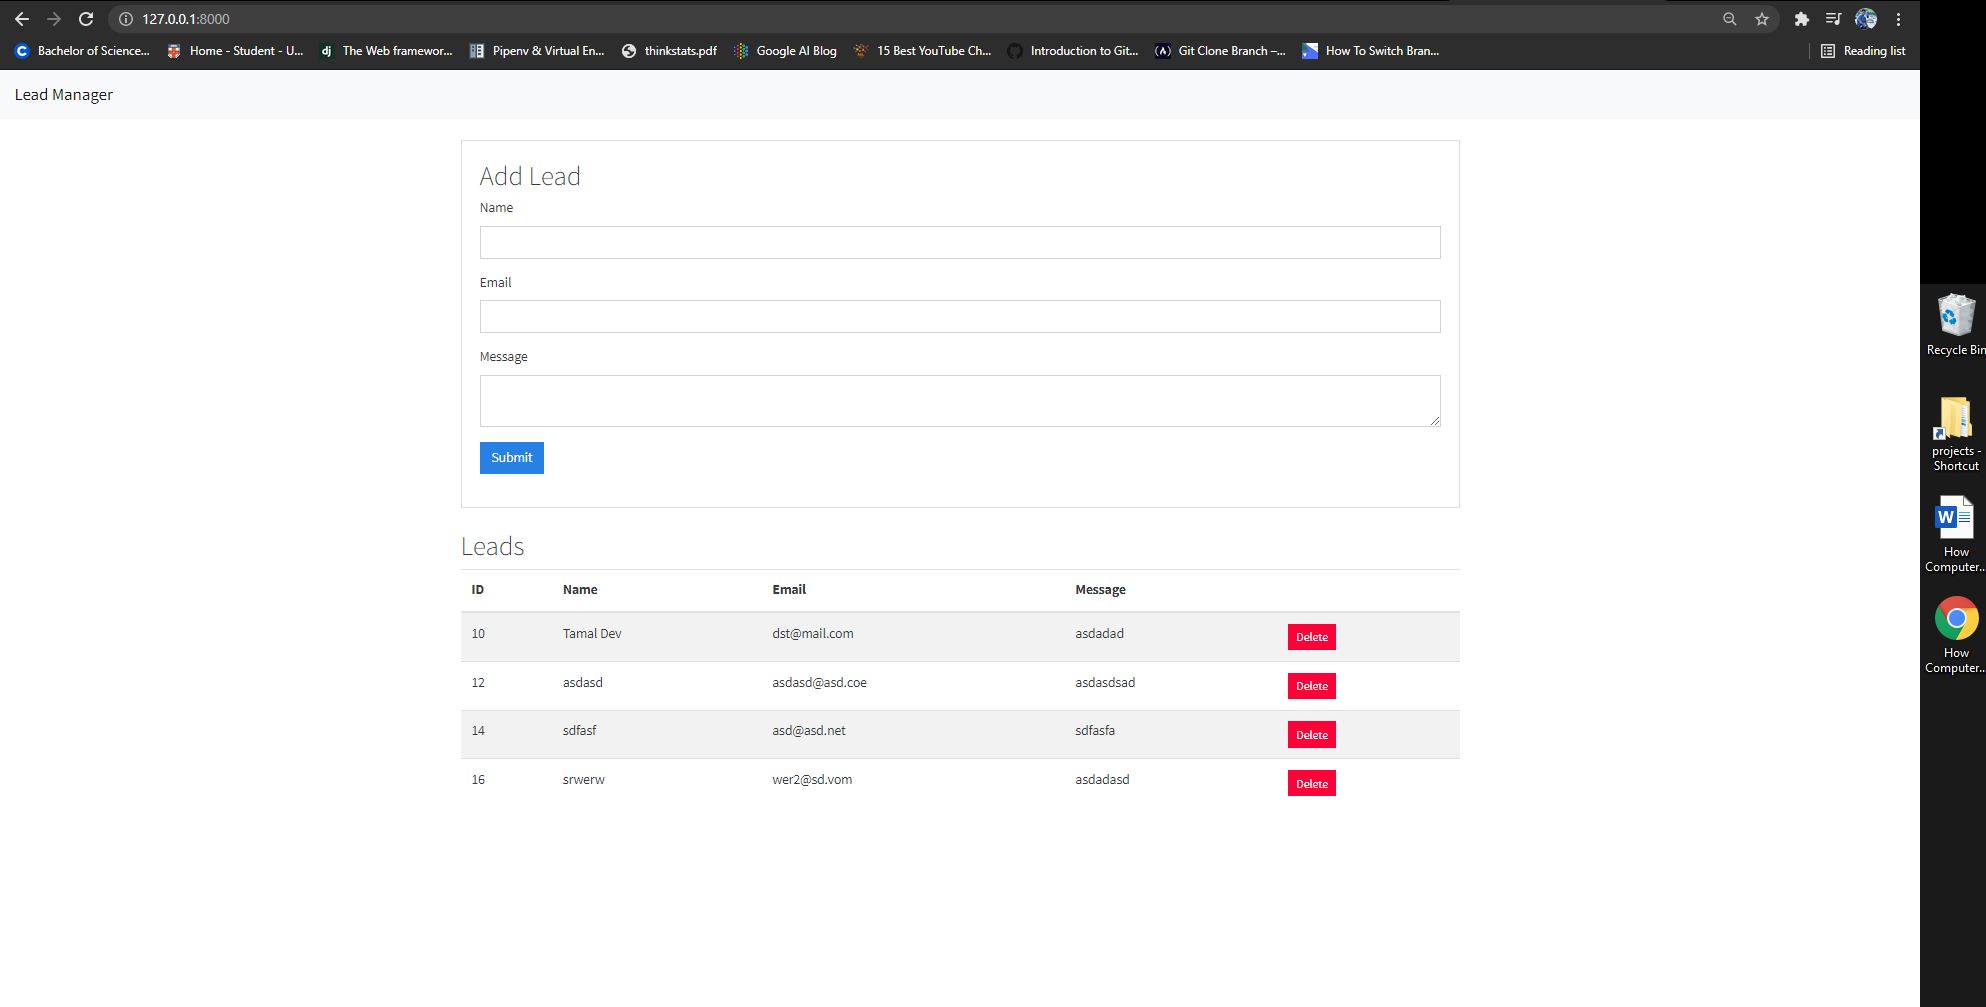 127.0.0.1:8000
Bachelor of Science... Home - Student - U... The Web framewor... Pipenv & Virtual En... thinkstats.pdf Google AI Blog 15 Best YouTube Ch... Introduction to Git... Git Clone Branch –... How To Switch Bran... Reading list
Lead Manager
Add Lead
Name
Email
Message
Submit
Leads
ID Name Email Message
10 Tamal Dev dst@mail.com asdadad Delete
12 asdasd asdasd@asd.coe asdasdsad Delete
14 sdfasf asd@asd.net sdfasfa Delete
16 srwerw wer2@sd.vom asdadasd Delete
Recycle Bin
projects -
Shortcut
How
Computer...
How
Computer...